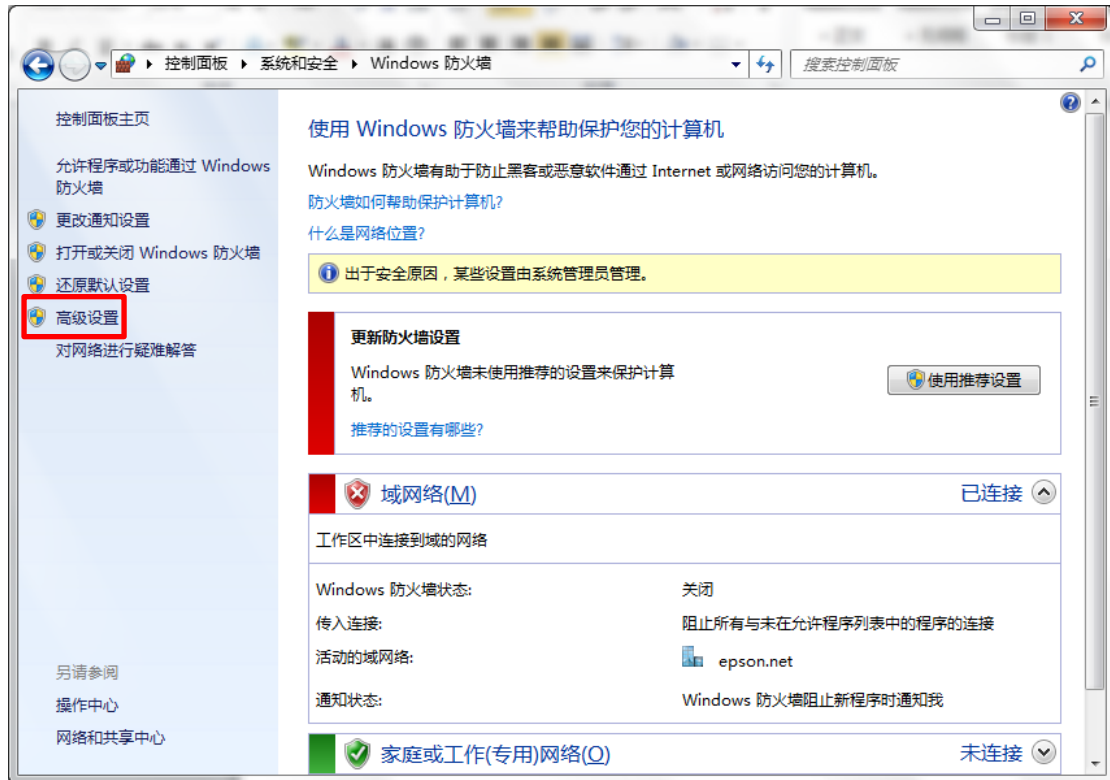 控制面板 系统和安全 Windows 防火墙
搜索控制面板
控制面板主页
允许程序或功能通过 Windows
防火墙
更改通知设置
打开或关闭 Windows 防火墙
还原默认设置
高级设置
对网络进行疑难解答
另请参阅
操作中心
网络和共享中心
使用 Windows 防火墙来帮助保护您的计算机
Windows 防火墙有助于防止黑客或恶意软件通过 Internet 或网络访问您的计算机。
防火墙如何帮助保护计算机?
什么是网络位置?
出于安全原因，某些设置由系统管理员管理。
更新防火墙设置
Windows 防火墙未使用推荐的设置来保护计算
机。
使用推荐设置
推荐的设置有哪些?
域网络(M) 已连接
工作区中连接到域的网络
Windows 防火墙状态: 关闭
传入连接: 阻止所有与未在允许程序列表中的程序的连接
活动的域网络: epson.net
通知状态: Windows 防火墙阻止新程序时通知我
家庭或工作(专用)网络(O) 未连接